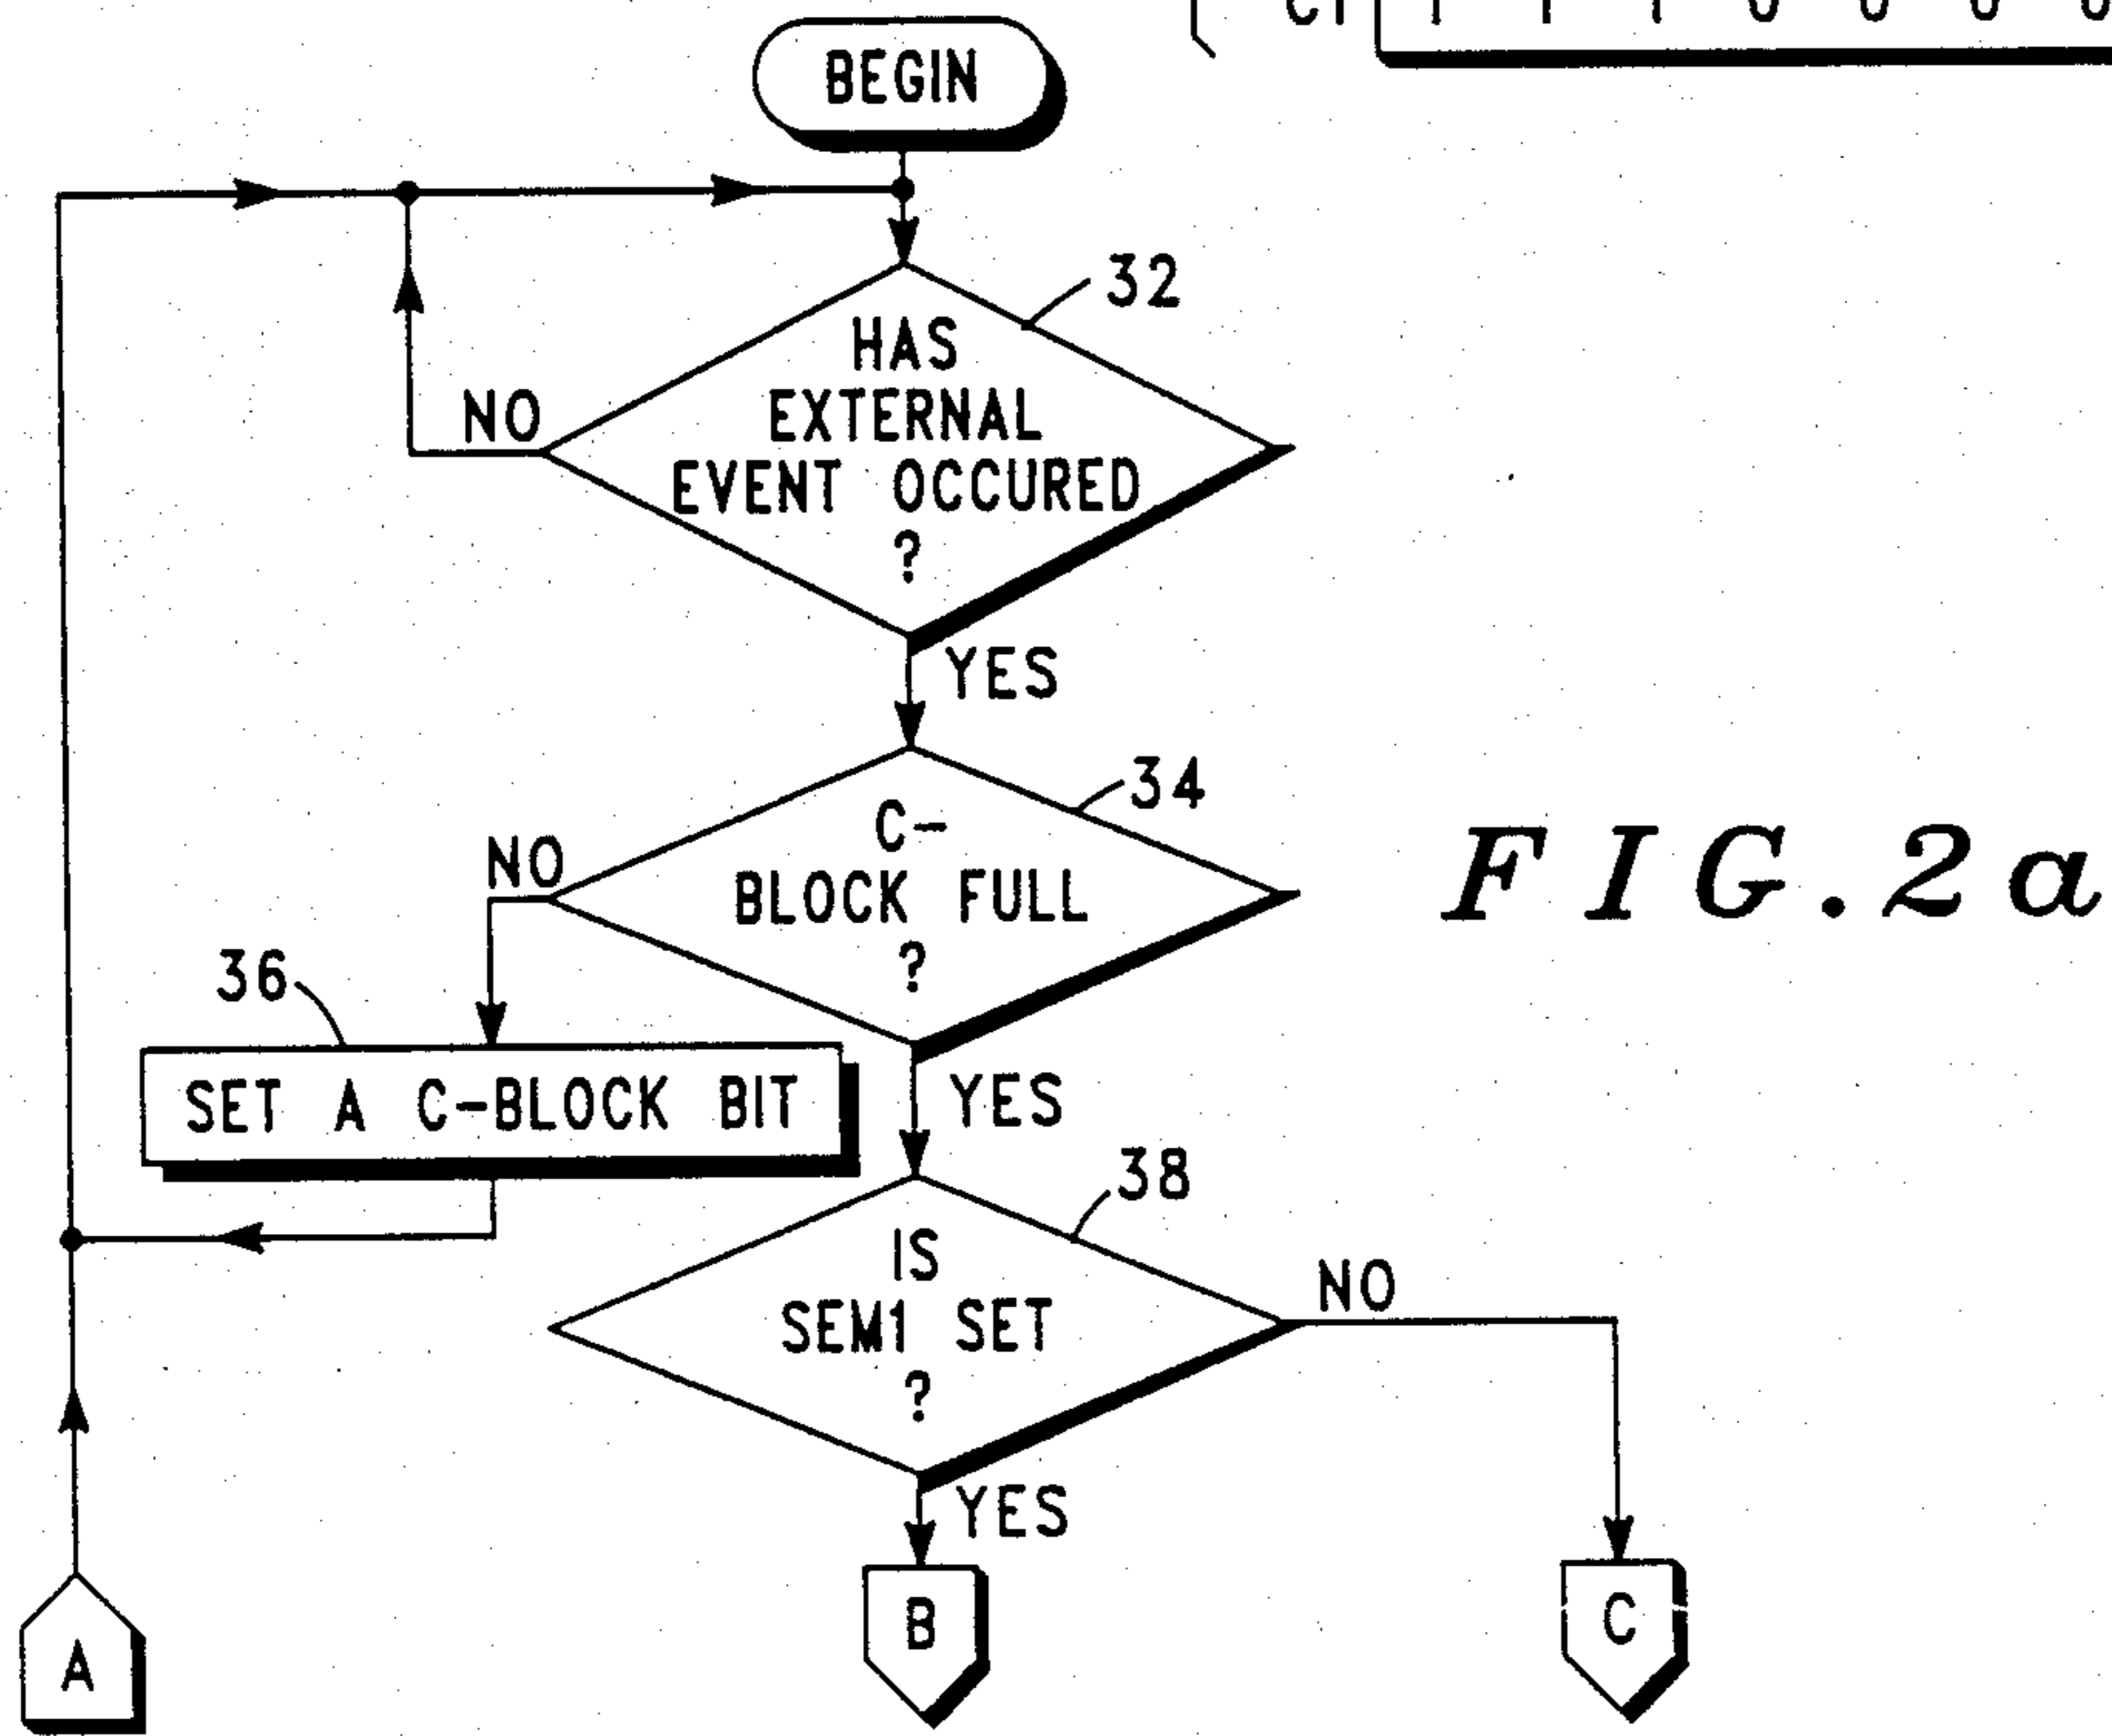 BEGIN
32
HAS
EXTERNAL
EVENT OCCURED
?
NO
YES
34
C-
BLOCK FULL
?
NO
FIG.2a
36
SET A C-BLOCK BIT
YES
38
IS
SEM1 SET
?
NO
YES
A
B
C